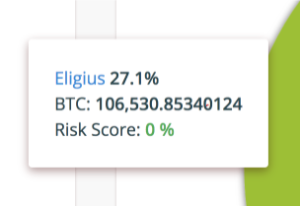 Eligius 27.1%
BTC: 106,530.85340124
Risk Score: 0 %